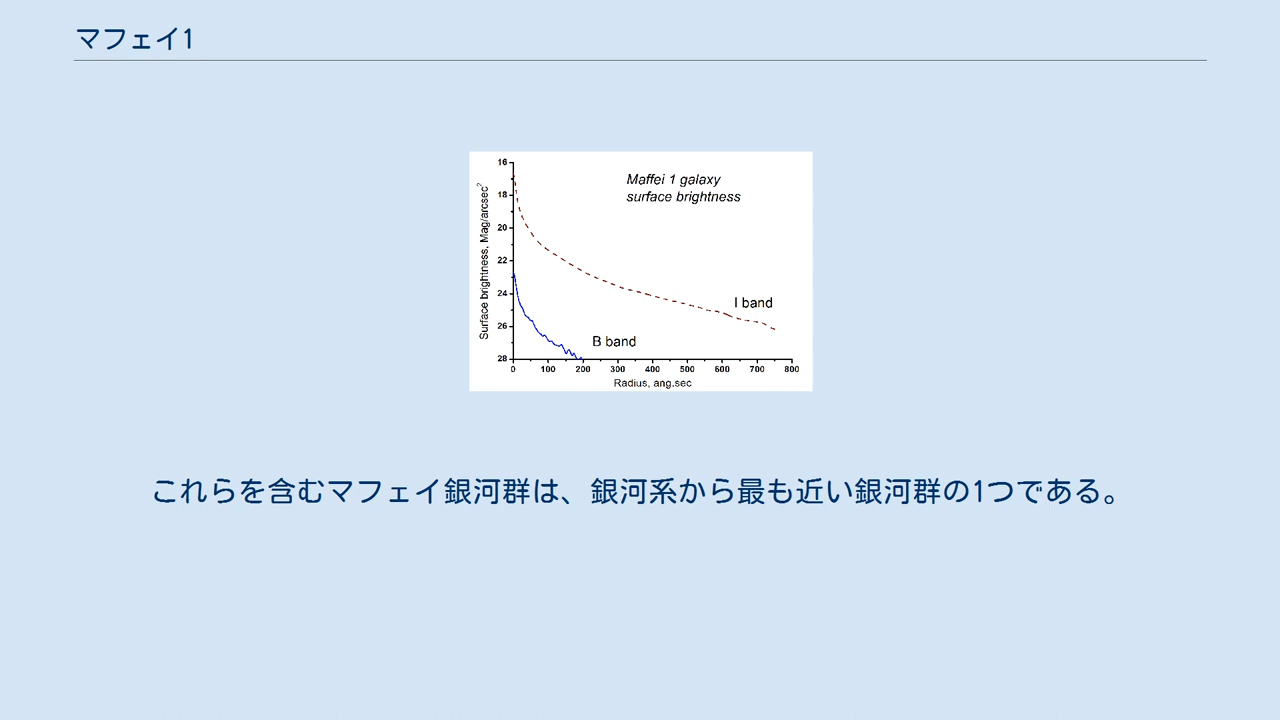 マフェイ1
Maffei 1 galaxy
surface brightness
Surface brightness, Mag/arcsec²
16
18
20
22
24
26
28
I band
B band
0 100 200 300 400 500 600 700 800
Radius, ang.sec
これらを含むマフェイ銀河群は、銀河系から最も近い銀河群の1つである。